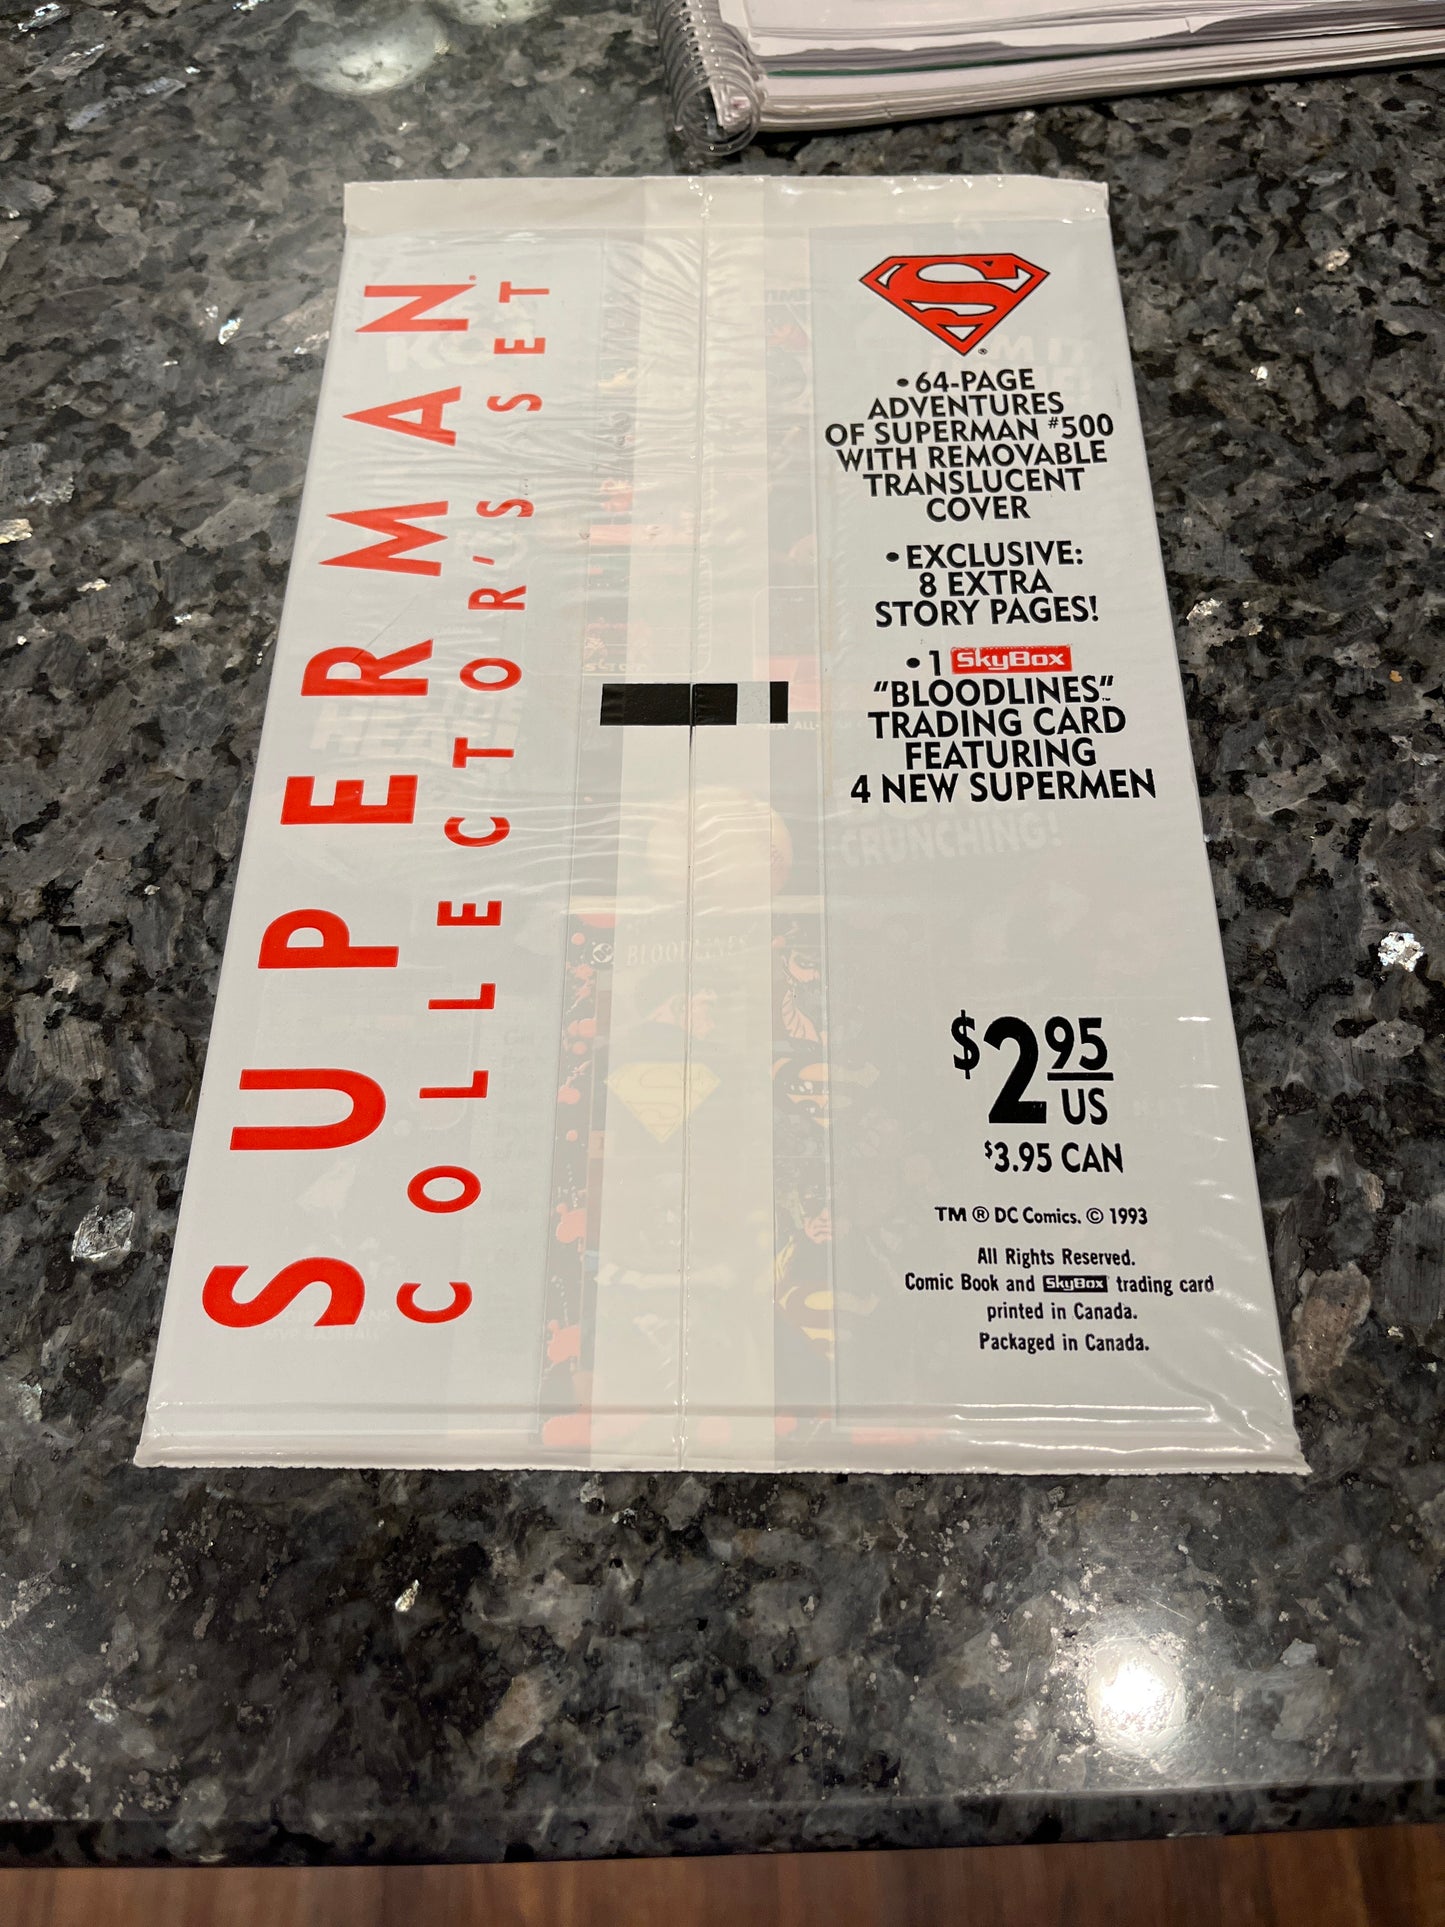 SUPERMAN®
COLLECTOR'S SET
S®
• 64-PAGE
ADVENTURES
OF SUPERMAN #500
WITH REMOVABLE
TRANSLUCENT
COVER
• EXCLUSIVE:
8 EXTRA
STORY PAGES!
• 1 SkyBox
“BLOODLINES”™
TRADING CARD
FEATURING
4 NEW SUPERMEN
CRUNCHING!
BLOODLINES
$2.95
US
$3.95 CAN
TM ® DC Comics. © 1993
All Rights Reserved.
Comic Book and SkyBox trading card
printed in Canada.
Packaged in Canada.